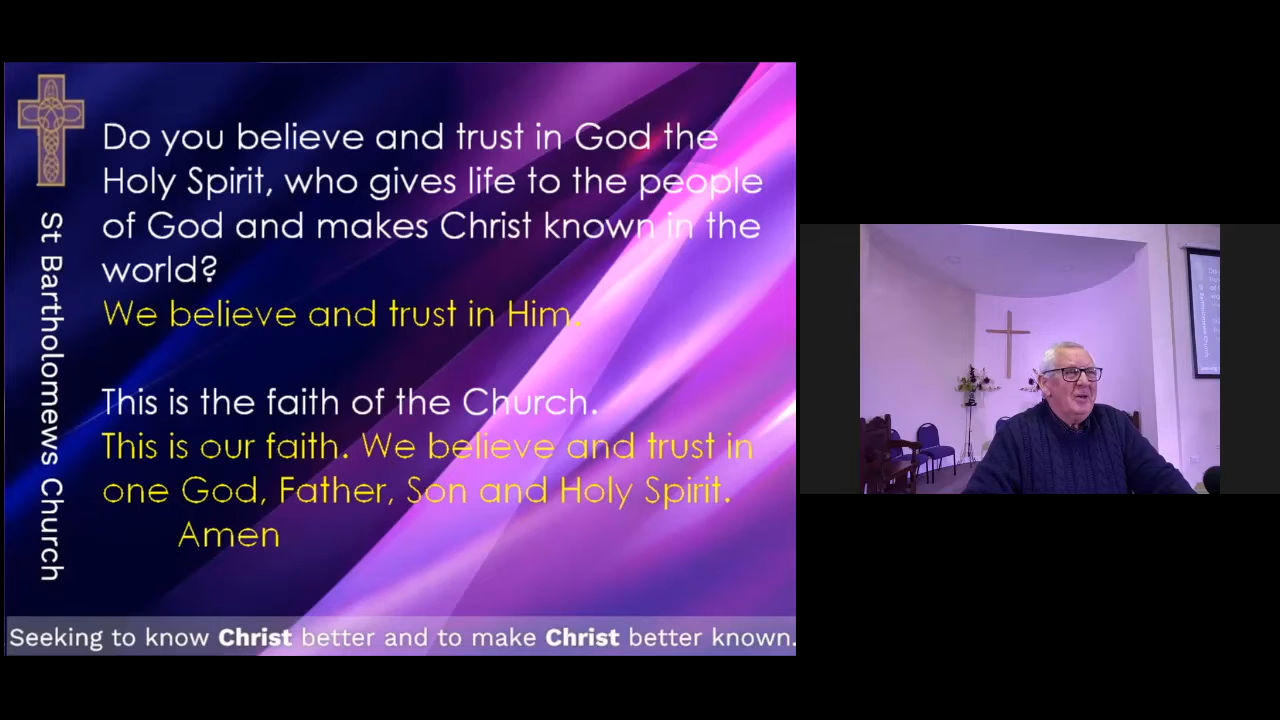 Do you believe and trust in God the
Holy Spirit, who gives life to the people
of God and makes Christ known in the
world?
We believe and trust in Him.
This is the faith of the Church.
This is our faith. We believe and trust in
one God, Father, Son and Holy Spirit.
Amen
St Bartholomews Church
Seeking to know Christ better and to make Christ better known.